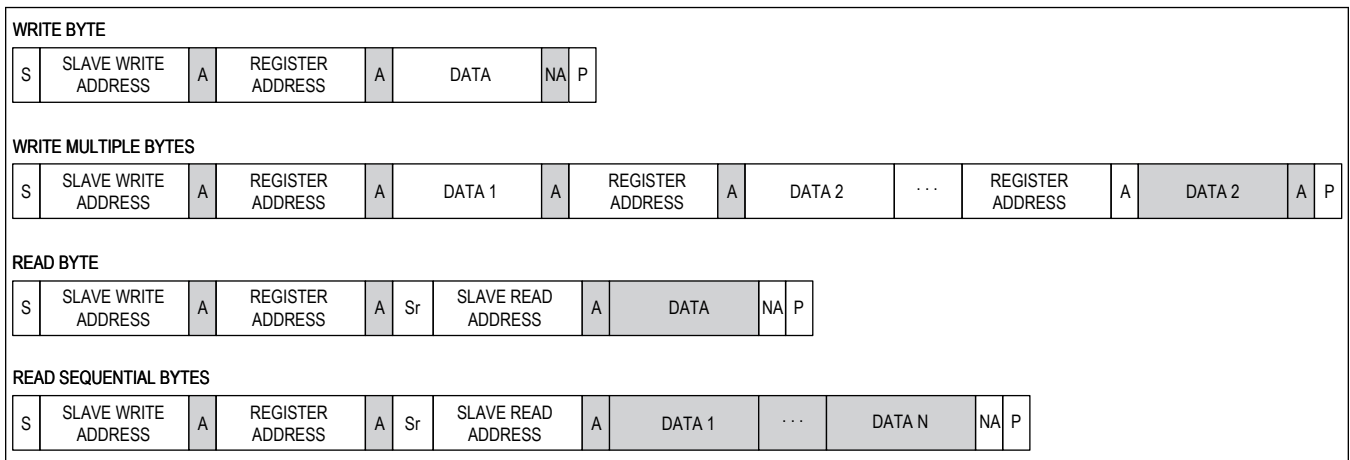 WRITE BYTE
S SLAVE WRITE ADDRESS A REGISTER ADDRESS A DATA NA P
WRITE MULTIPLE BYTES
S SLAVE WRITE ADDRESS A REGISTER ADDRESS A DATA 1 A REGISTER ADDRESS A DATA 2 ... REGISTER ADDRESS A DATA 2 A P
READ BYTE
S SLAVE WRITE ADDRESS A REGISTER ADDRESS A Sr SLAVE READ ADDRESS A DATA NA P
READ SEQUENTIAL BYTES
S SLAVE WRITE ADDRESS A REGISTER ADDRESS A Sr SLAVE READ ADDRESS A DATA 1 ... DATA N NA P